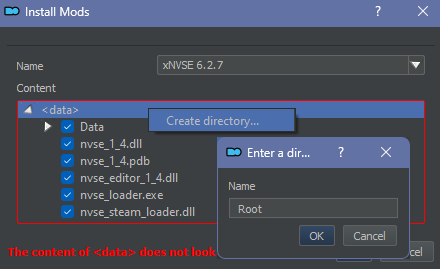 Install Mods
Name
xNVSE 6.2.7
Content
<data>
Data
Create directory...
nvse_1_4.dll
nvse_1_4.pdb
nvse_editor_1_4.dll
nvse_loader.exe
nvse_steam_loader.dll
Enter a dir...
Name
Root
OK
Cancel
The content of <data> does not look